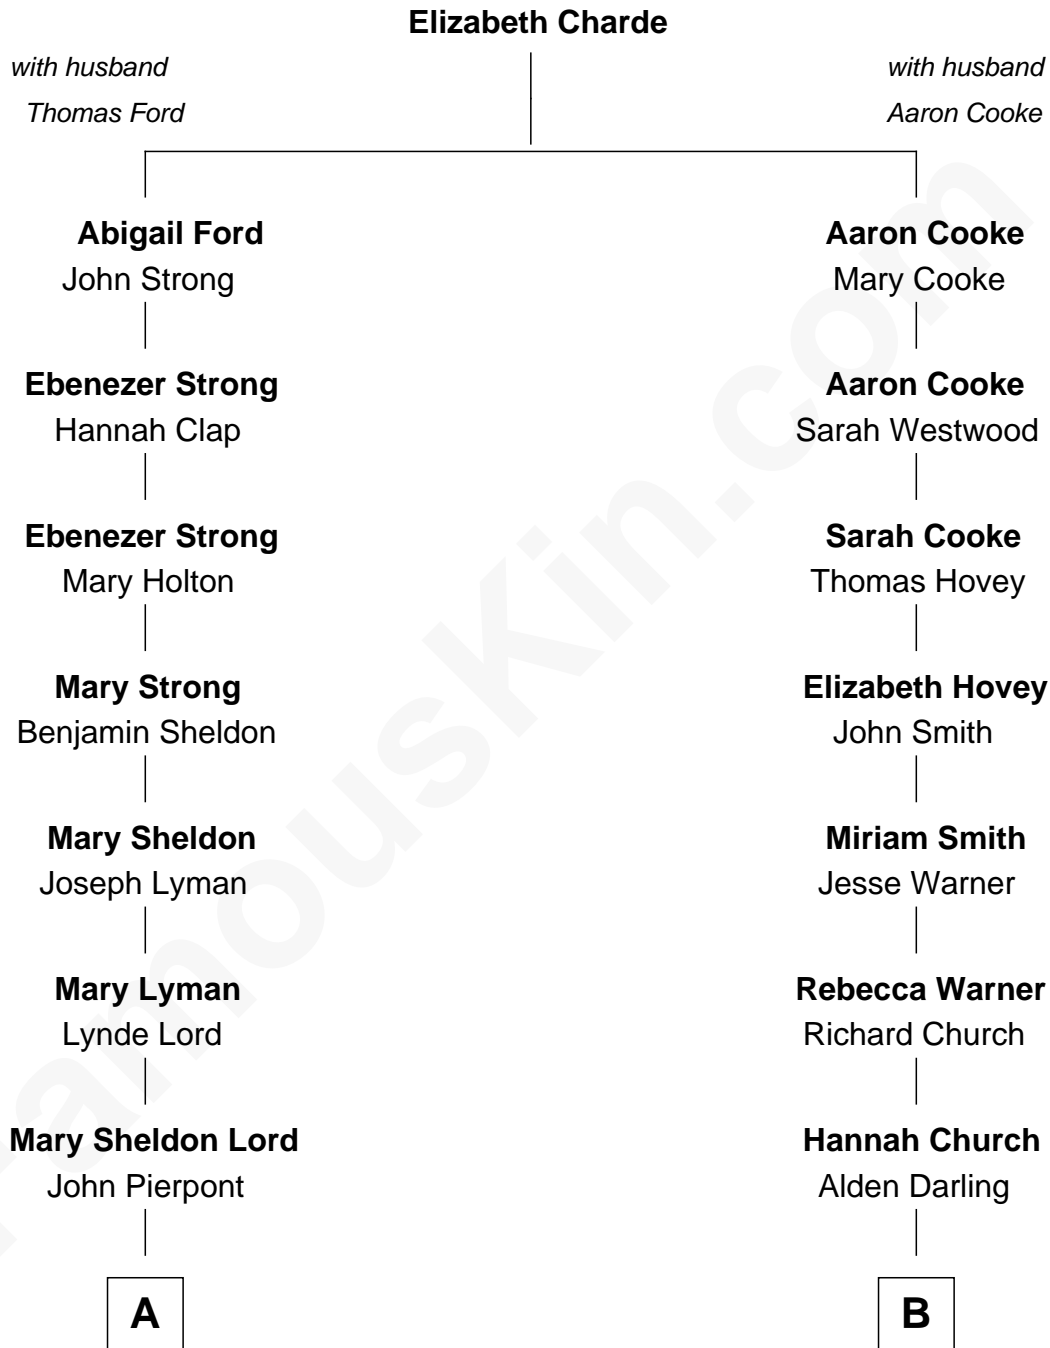 Elizabeth Charde
with husband
Thomas Ford
with husband
Aaron Cooke
Abigail Ford
John Strong
Aaron Cooke
Mary Cooke
Ebenezer Strong
Hannah Clap
Aaron Cooke
Sarah Westwood
Ebenezer Strong
Mary Holton
Sarah Cooke
Thomas Hovey
Mary Strong
Benjamin Sheldon
Elizabeth Hovey
John Smith
Mary Sheldon
Joseph Lyman
Miriam Smith
Jesse Warner
Mary Lyman
Lynde Lord
Rebecca Warner
Richard Church
Mary Sheldon Lord
John Pierpont
Hannah Church
Alden Darling
A
B
FamousKin.com